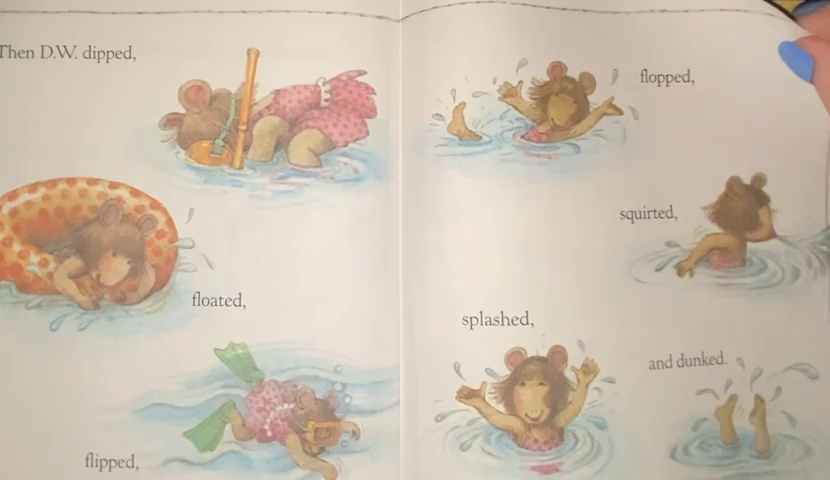 Then D.W. dipped,
floated,
flipped,
flopped,
squirted,
splashed,
and dunked.